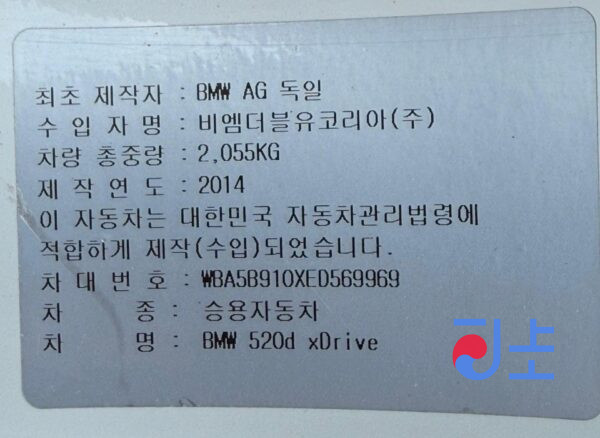 최초 제작자 : BMW AG 독일
수 입 자 명 : 비엠더블유코리아(주)
차량 총중량 : 2,055KG
제 작 연 도 : 2014
이 자동차는 대한민국 자동차관리법령에
적합하게 제작(수입)되었습니다.
차 대 번 호 : WBA5B910XED569969
차 종 : 승용자동차
차 명 : BMW 520d xDrive